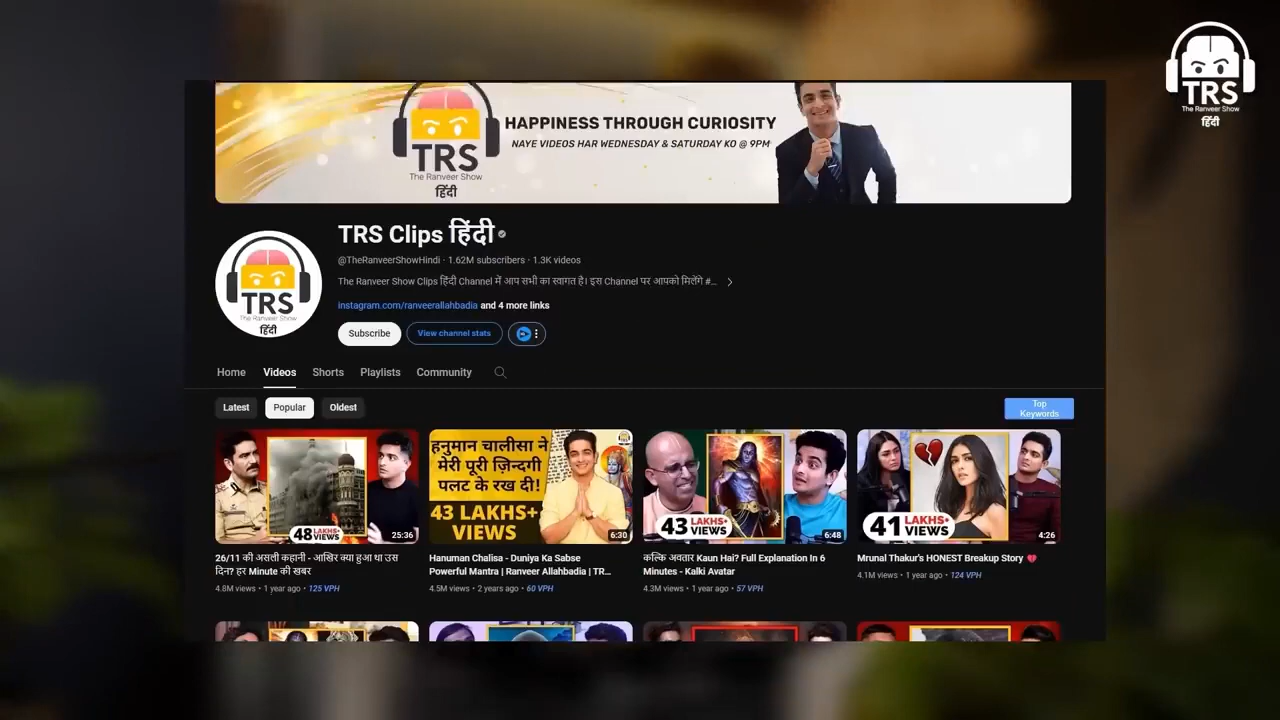 TRS
The Ranveer Show
हिंदी
TRS
The Ranveer Show
हिंदी
HAPPINESS THROUGH CURIOSITY
NAYE VIDEOS HAR WEDNESDAY & SATURDAY KO @ 9PM
TRS
The Ranveer Show
हिंदी
TRS Clips हिंदी
@TheRanveerShowHindi · 1.62M subscribers · 1.3K videos
The Ranveer Show Clips हिंदी Channel में आप सभी का स्वागत है। इस Channel पर आपको मिलेंगे #...
instagram.com/ranveerallahbadia and 4 more links
Subscribe
View channel stats
Home Videos Shorts Playlists Community
Latest Popular Oldest
Top
Keywords
48 LAKHS+
VIEWS
25:36
हनुमान चालीसा ने
मेरी पूरी ज़िन्दगी
पलट के रख दी!
43 LAKHS+
VIEWS
6:30
43 LAKHS+
VIEWS
6:48
41 LAKHS+
VIEWS
4:26
26/11 की असली कहानी - आखिर क्या हुआ था उस
दिन? हर Minute की खबर
4.8M views · 1 year ago · 125 VPH
Hanuman Chalisa - Duniya Ka Sabse
Powerful Mantra | Ranveer Allahbadia | TR...
4.5M views · 2 years ago · 60 VPH
कल्कि अवतार Kaun Hai? Full Explanation In 6
Minutes - Kalki Avatar
4.3M views · 1 year ago · 57 VPH
Mrunal Thakur's HONEST Breakup Story 💔
4.1M views · 1 year ago · 124 VPH